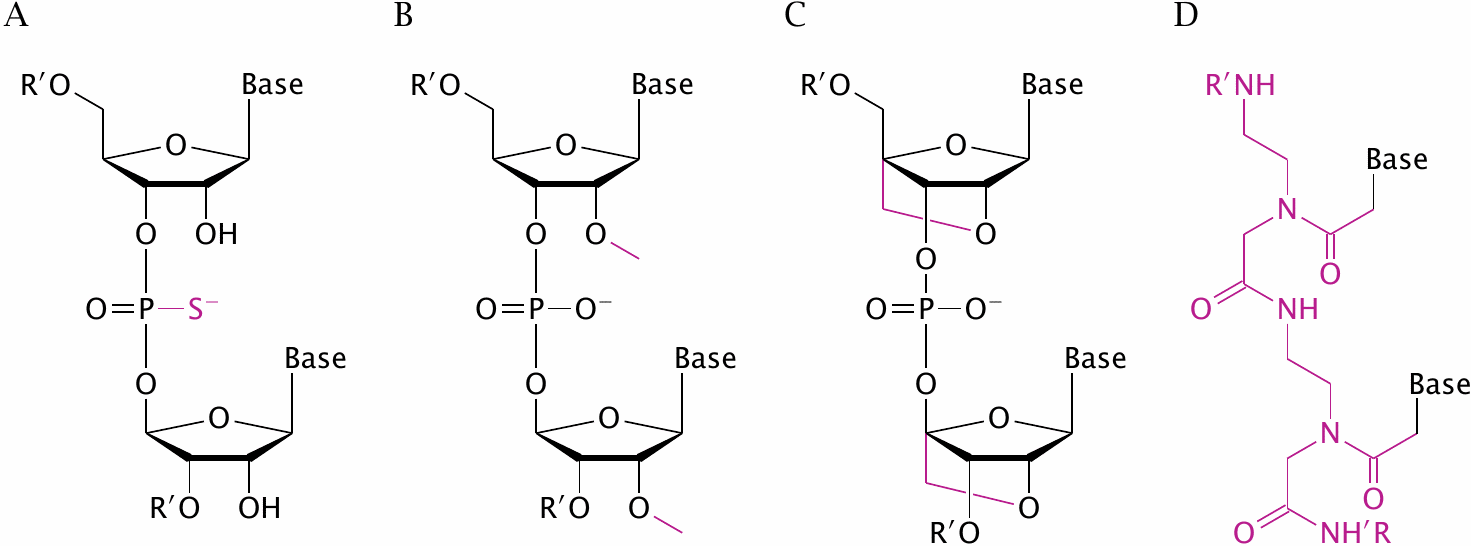 A B C D
R′O Base R′O Base R′O Base R′NH
O O O Base
O OH O O O N
O O
O=P–S⁻ O=P–O⁻ O=P–O⁻ O NH
Base Base Base
O O O Base
O O O N
R′O OH R′O O O O
R′O O NH′R